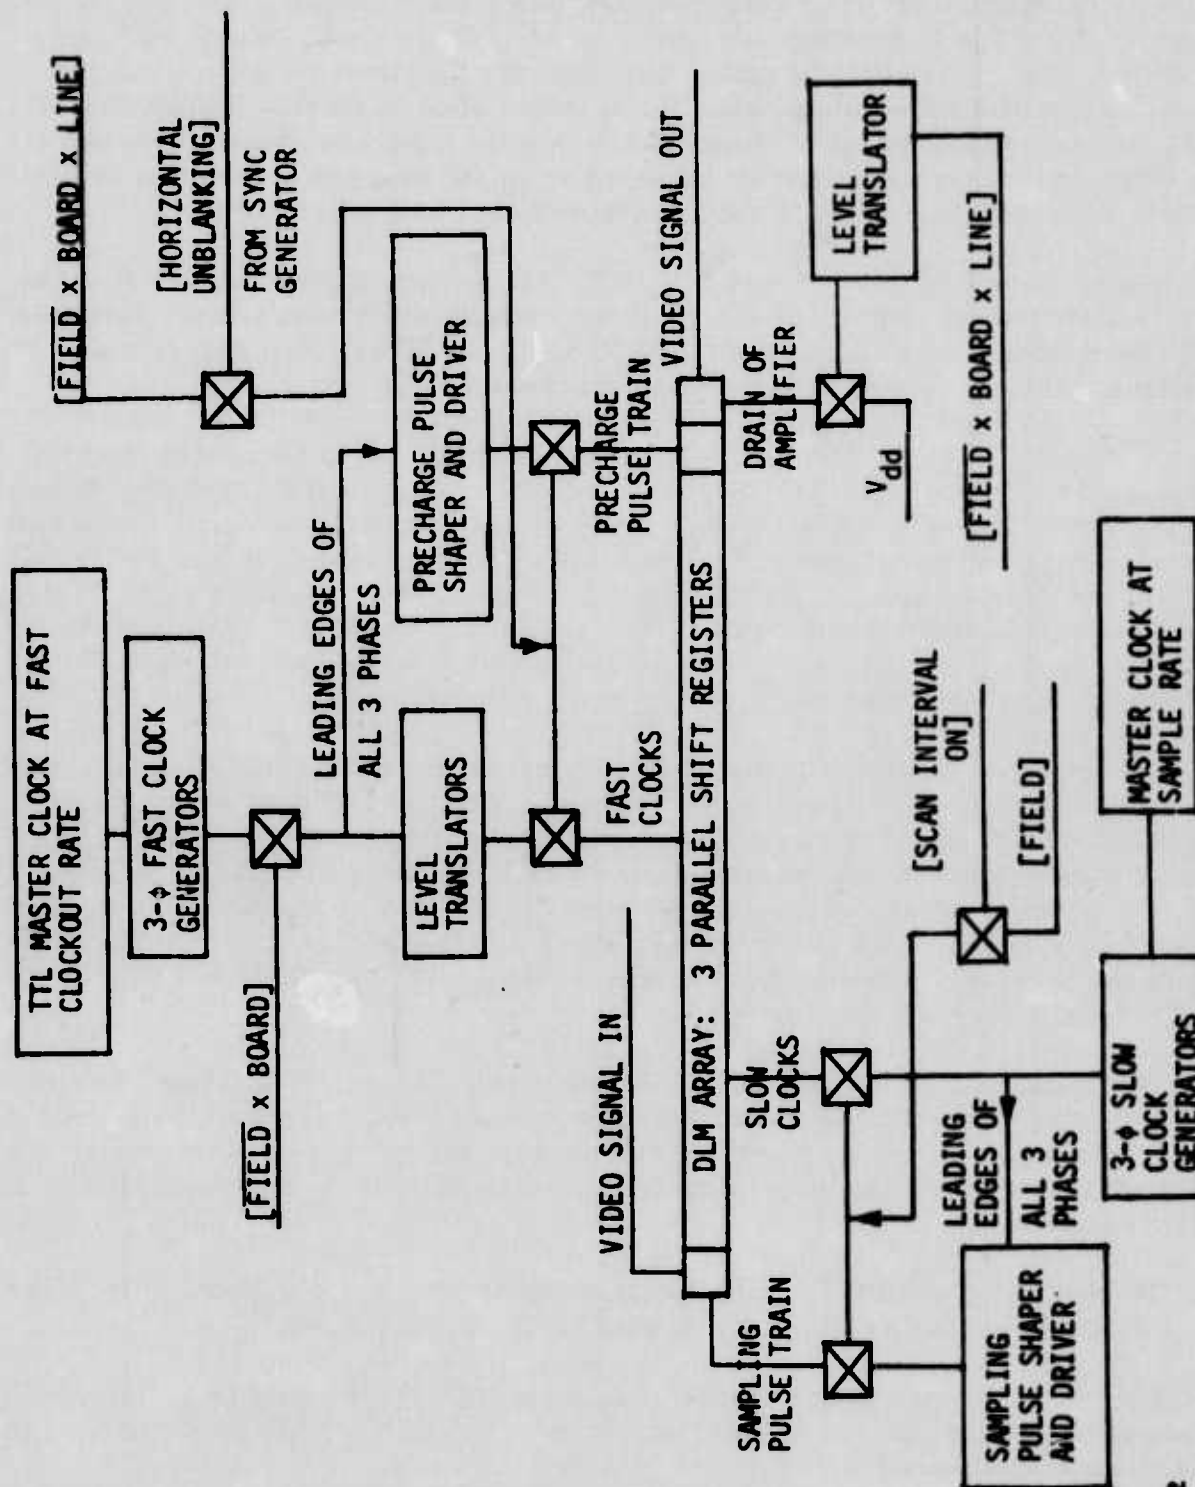 TTL MASTER CLOCK AT FAST
CLOCKOUT RATE
3-φ FAST CLOCK
GENERATORS
[FIELD x BOARD]
[FIELD x BOARD x LINE]
[HORIZONTAL
UNBLANKING]
FROM SYNC
GENERATOR
LEADING EDGES OF
ALL 3 PHASES
LEVEL
TRANSLATORS
PRECHARGE PULSE
SHAPER AND DRIVER
VIDEO SIGNAL IN
FAST
CLOCKS
PRECHARGE
PULSE TRAIN
VIDEO SIGNAL OUT
DLM ARRAY: 3 PARALLEL SHIFT REGISTERS
SAMPLING
PULSE TRAIN
SLOW
CLOCKS
DRAIN OF
AMPLIFIER
LEVEL
TRANSLATOR
Vdd
[SCAN INTERVAL
ON]
[FIELD x BOARD x LINE]
[FIELD]
LEADING
EDGES OF
ALL 3
PHASES
SAMPLING
PULSE SHAPER
AND DRIVER
3-φ SLOW
CLOCK
GENERATORS
MASTER CLOCK AT
SAMPLE RATE